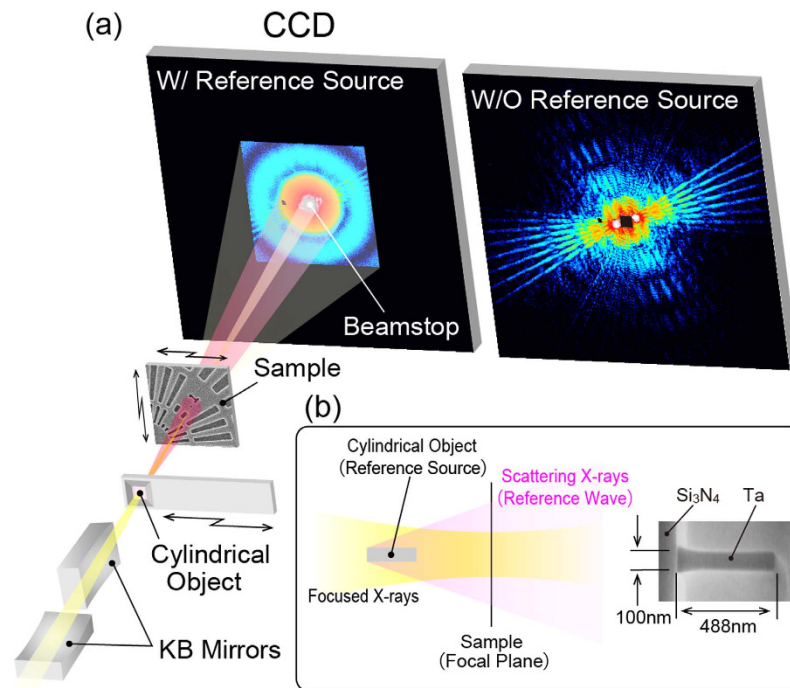 (a)
CCD
W/ Reference Source
W/O Reference Source
Beamstop
Sample
Cylindrical
Object
KB Mirrors
(b)
Cylindrical Object
(Reference Source)
Scattering X-rays
(Reference Wave)
Focused X-rays
Sample
(Focal Plane)
Si₃N₄
Ta
100nm
488nm